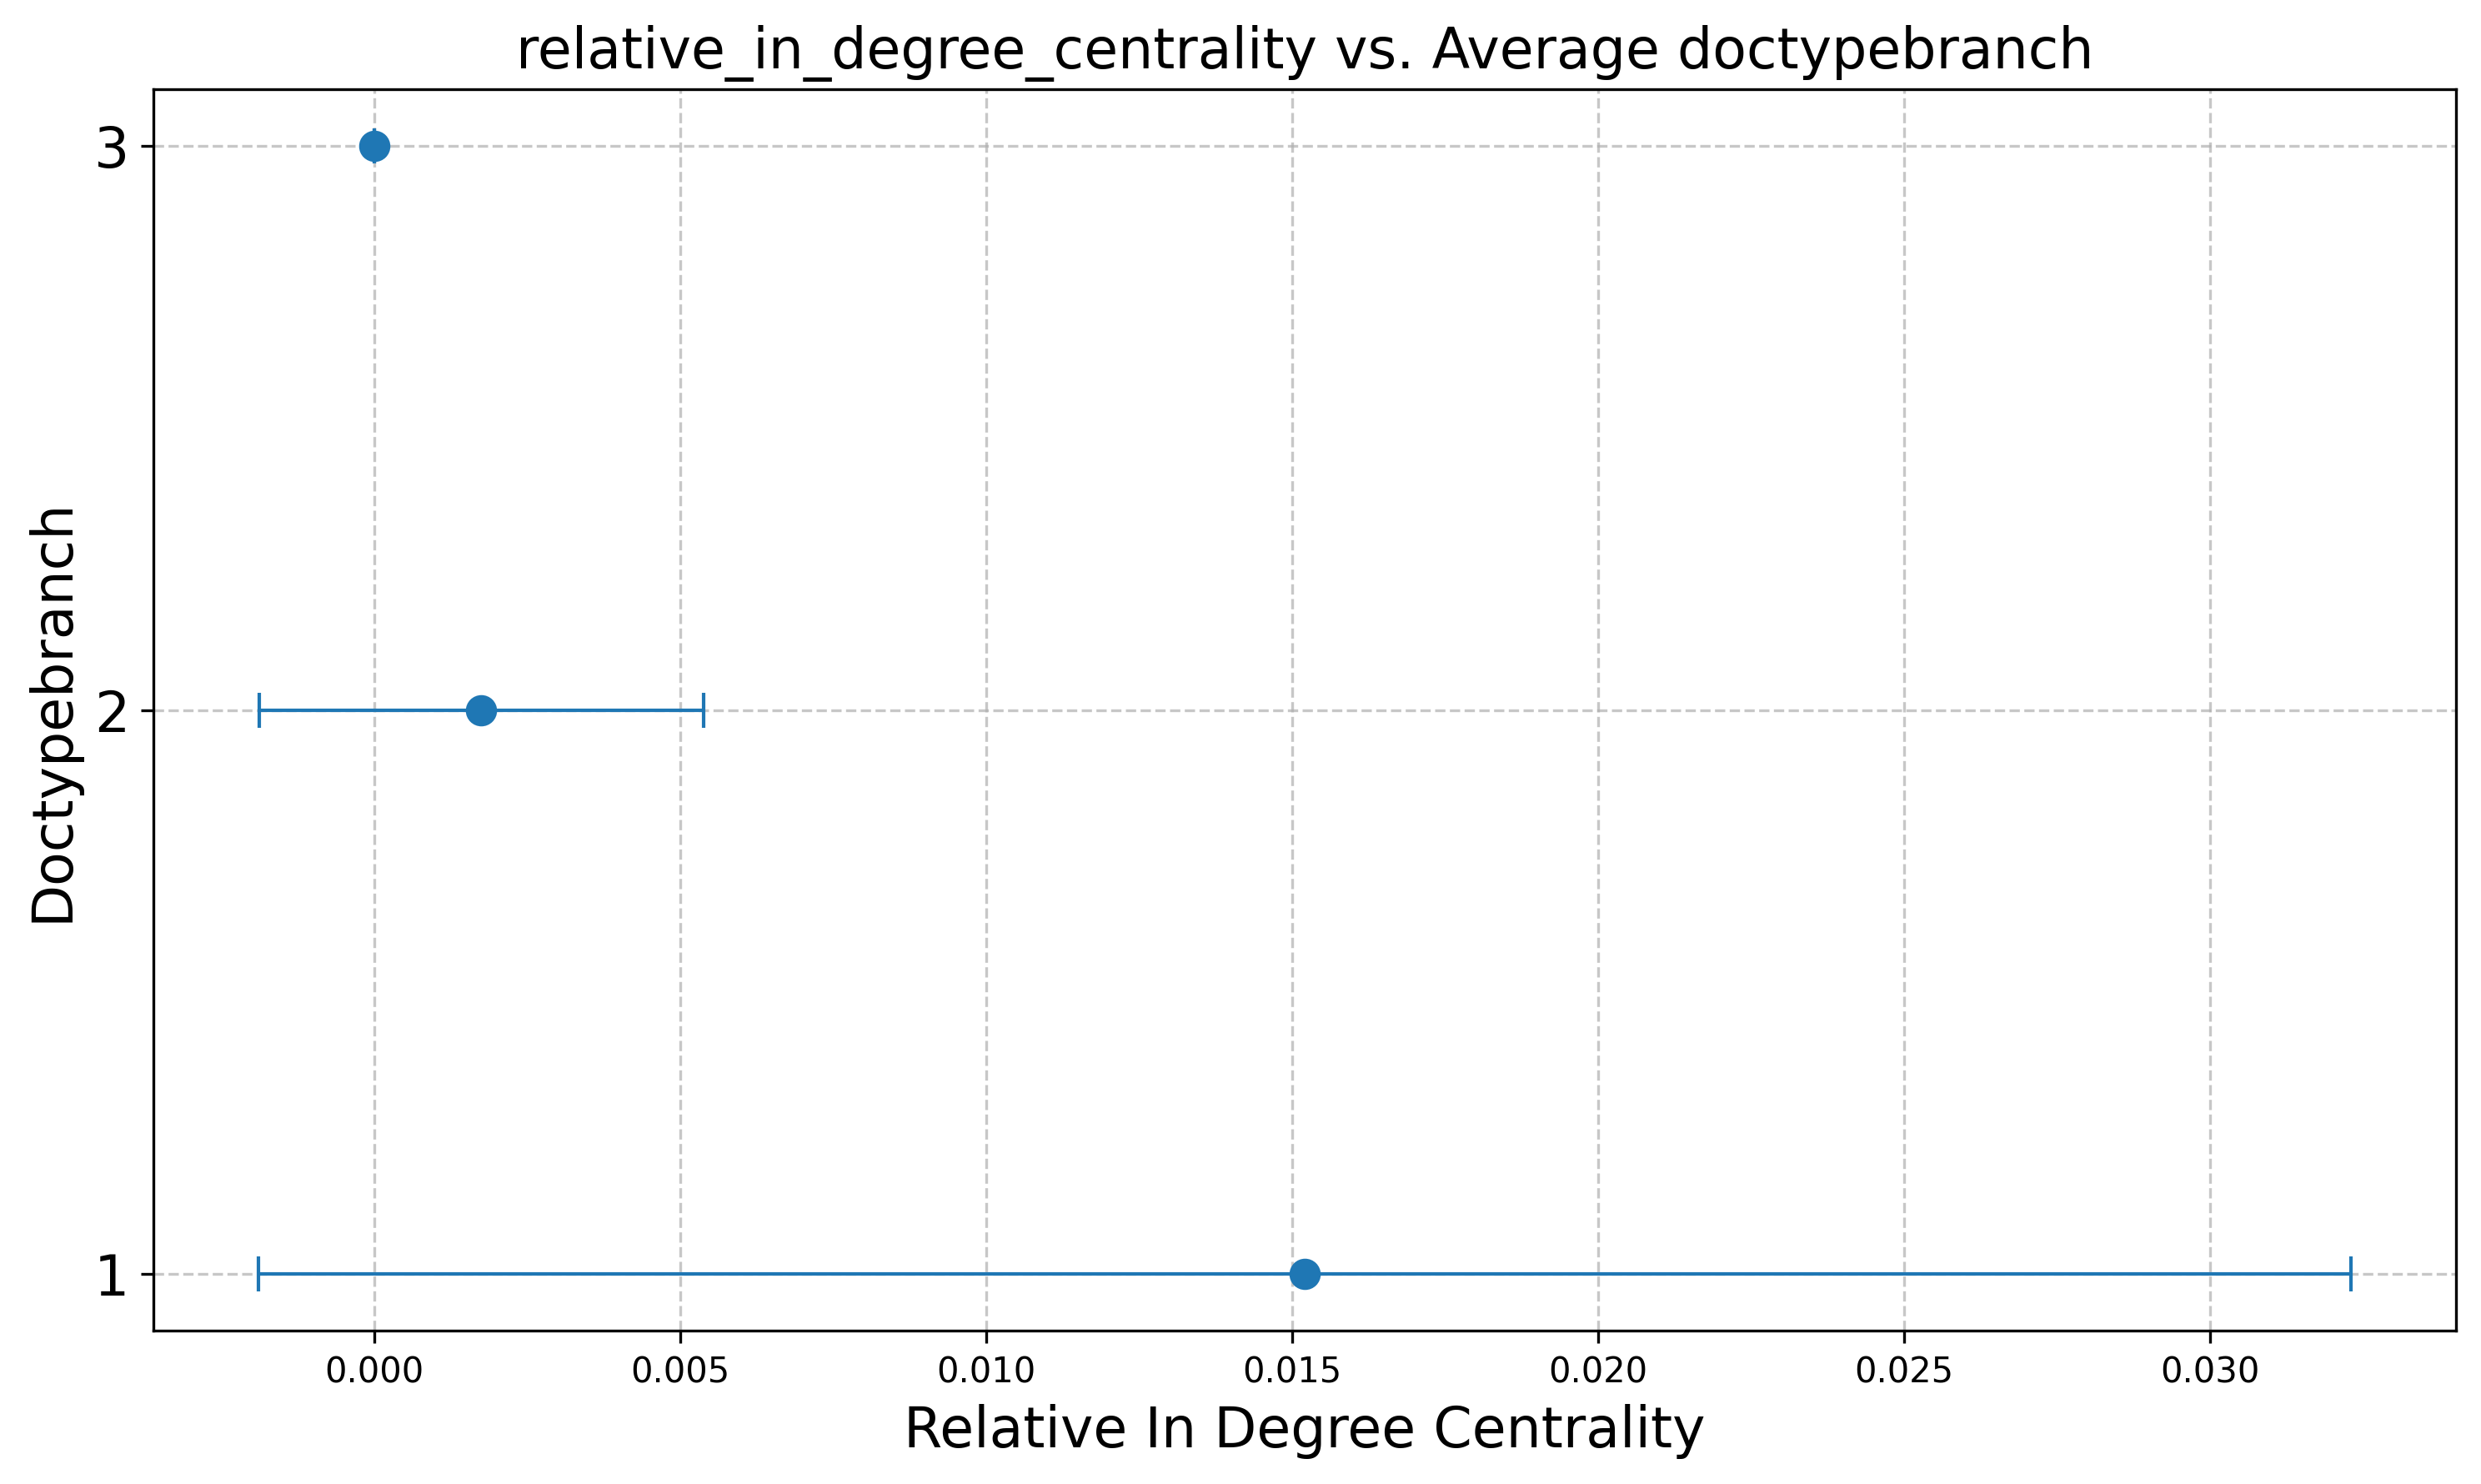 relative_in_degree_centrality vs. Average doctypebranch
3
2
1
Doctypebranch
0.000 0.005 0.010 0.015 0.020 0.025 0.030
Relative In Degree Centrality